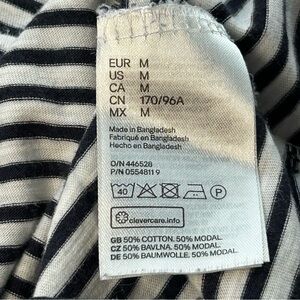 EUR M
US M
CA M
CN 170/96A
MX M
Made in Bangladesh
Fabriqué en Bangladesh
Hecho en Bangladesh
O/N 446528
P/N 0554811 9
40 P
clevercare.info
GB 50% COTTON. 50% MODAL.
CZ 50% BAVLNA. 50% MODAL.
DE 50% BAUMWOLLE. 50% MODAL.